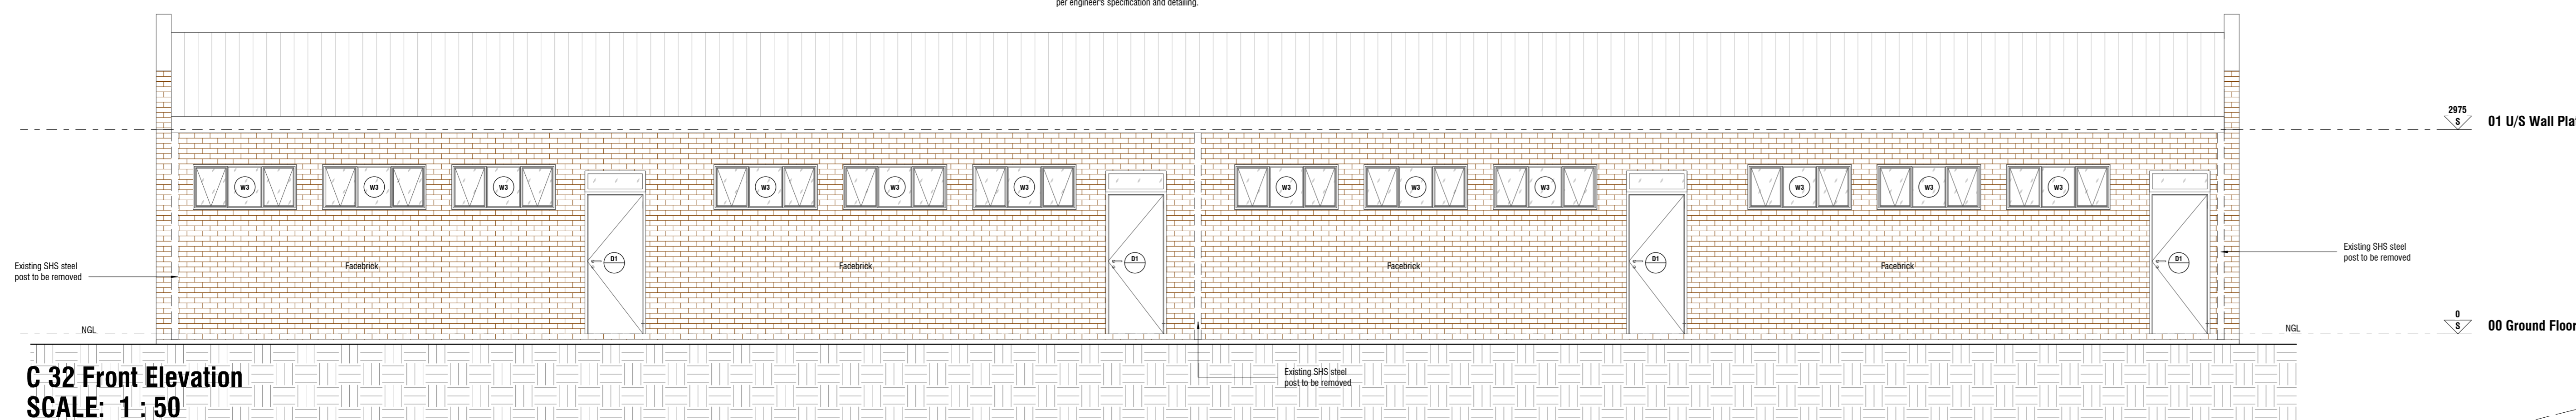 per engineer's specification and detailing.
2975
S
01 U/S Wall Pla
W3
W3
W3
W3
W3
W3
W3
W3
W3
W3
W3
W3
Existing SHS steel
post to be removed
Facebrick
D1
Facebrick
D1
Facebrick
D1
Facebrick
D1
Existing SHS steel
post to be removed
NGL
NGL
0
S
00 Ground Floor
Existing SHS steel
post to be removed
C 32 Front Elevation
SCALE: 1 : 50